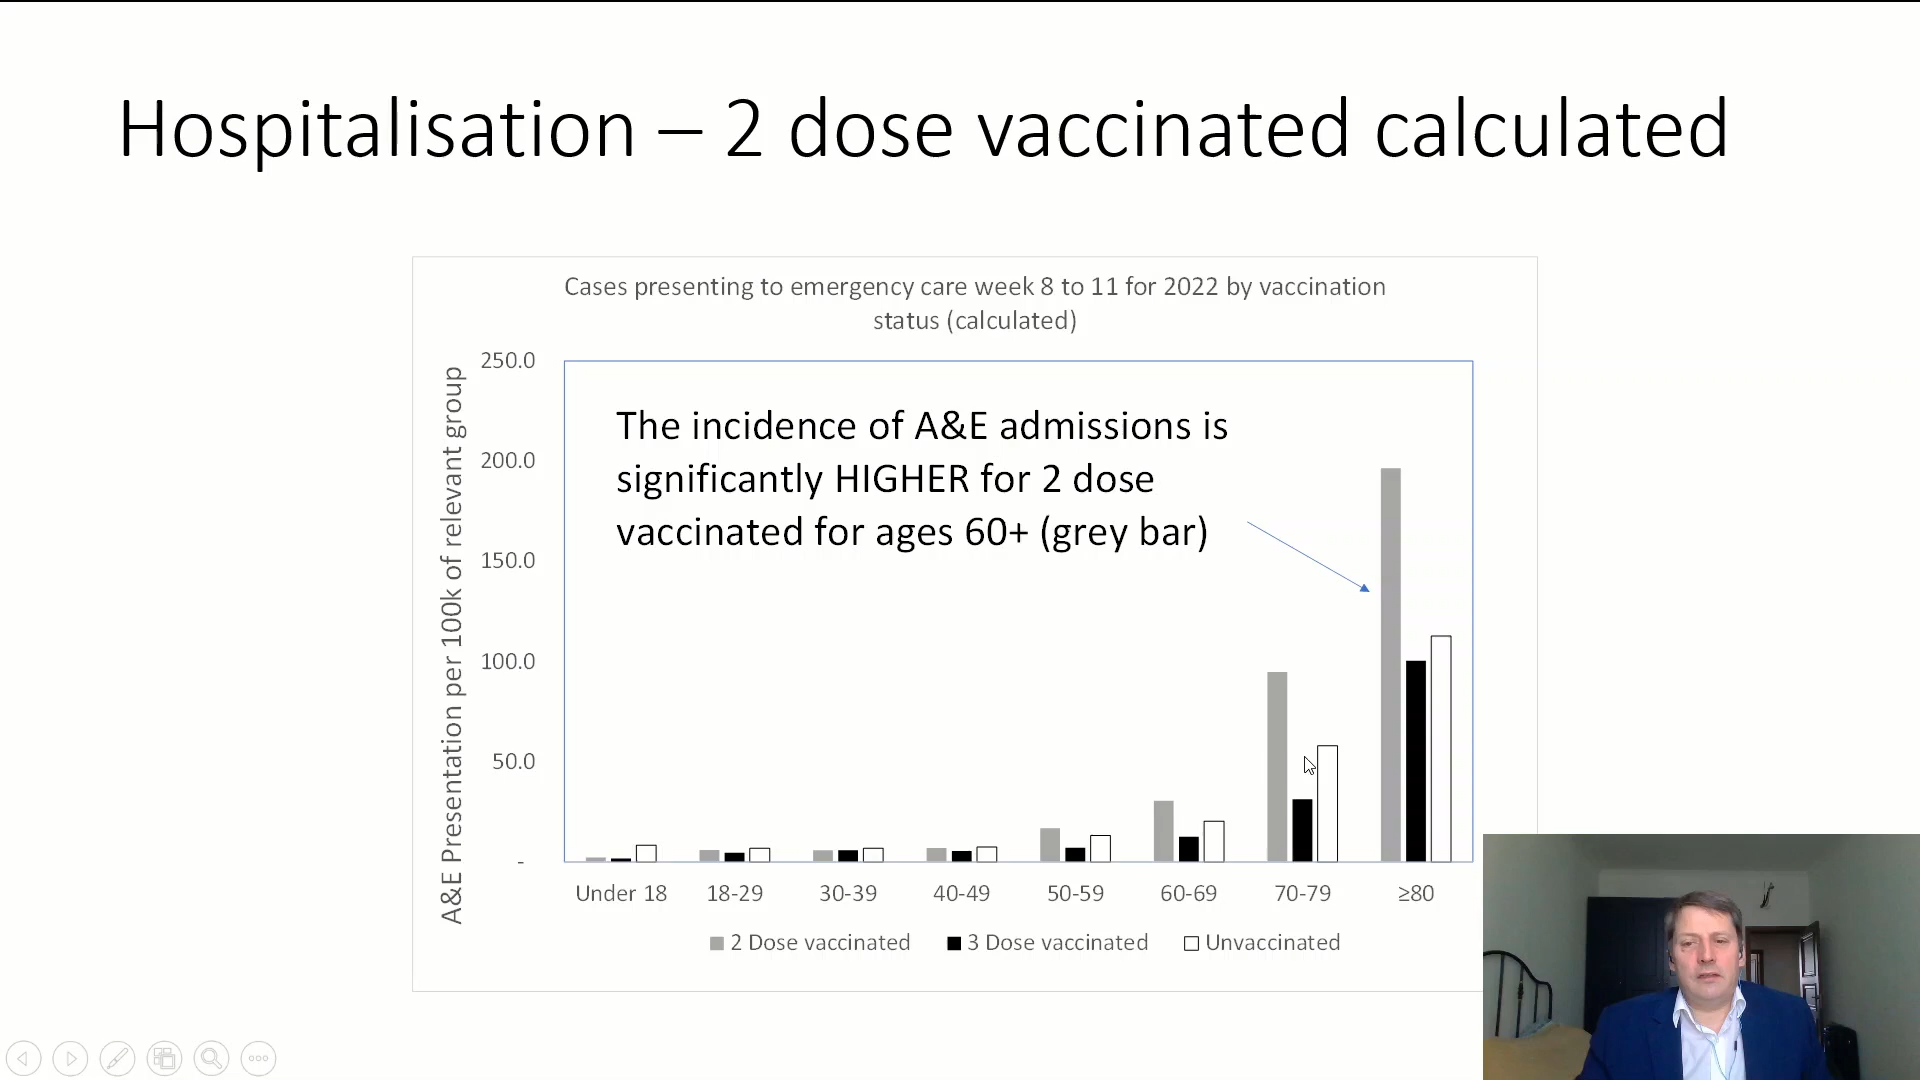 Hospitalisation – 2 dose vaccinated calculated
Cases presenting to emergency care week 8 to 11 for 2022 by vaccination
status (calculated)
A&E Presentation per 100k of relevant group
250.0
200.0
150.0
100.0
50.0
-
The incidence of A&E admissions is
significantly HIGHER for 2 dose
vaccinated for ages 60+ (grey bar)
Under 18 18-29 30-39 40-49 50-59 60-69 70-79 ≥80
2 Dose vaccinated 3 Dose vaccinated Unvaccinated